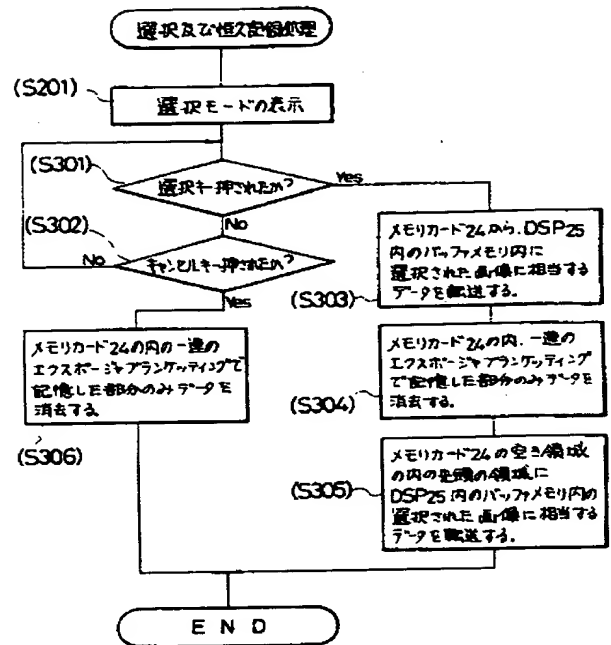 選択及び恒久記録処理
(S201)
選択モードの表示
(S301)
選択キー押されたか?
Yes
No
(S302)
キャンセルキー押されたか?
No
Yes
メモリカード24から、DSP25
内のバッファメモリ内に
選択された画像に相当する
データを転送する。
(S303)
メモリカード24の内、一連の
エクスポージャブランケッティング
で記憶した部分のみデータを
消去する。
(S304)
メモリカード24の空き領域
の内の先頭の領域に
DSP25内のバッファメモリ内の
選択された画像に相当する
データを転送する。
(S305)
メモリカード24の内の一連の
エクスポージャブランケッティングで
記憶した部分のみデータを
消去する。
(S306)
END